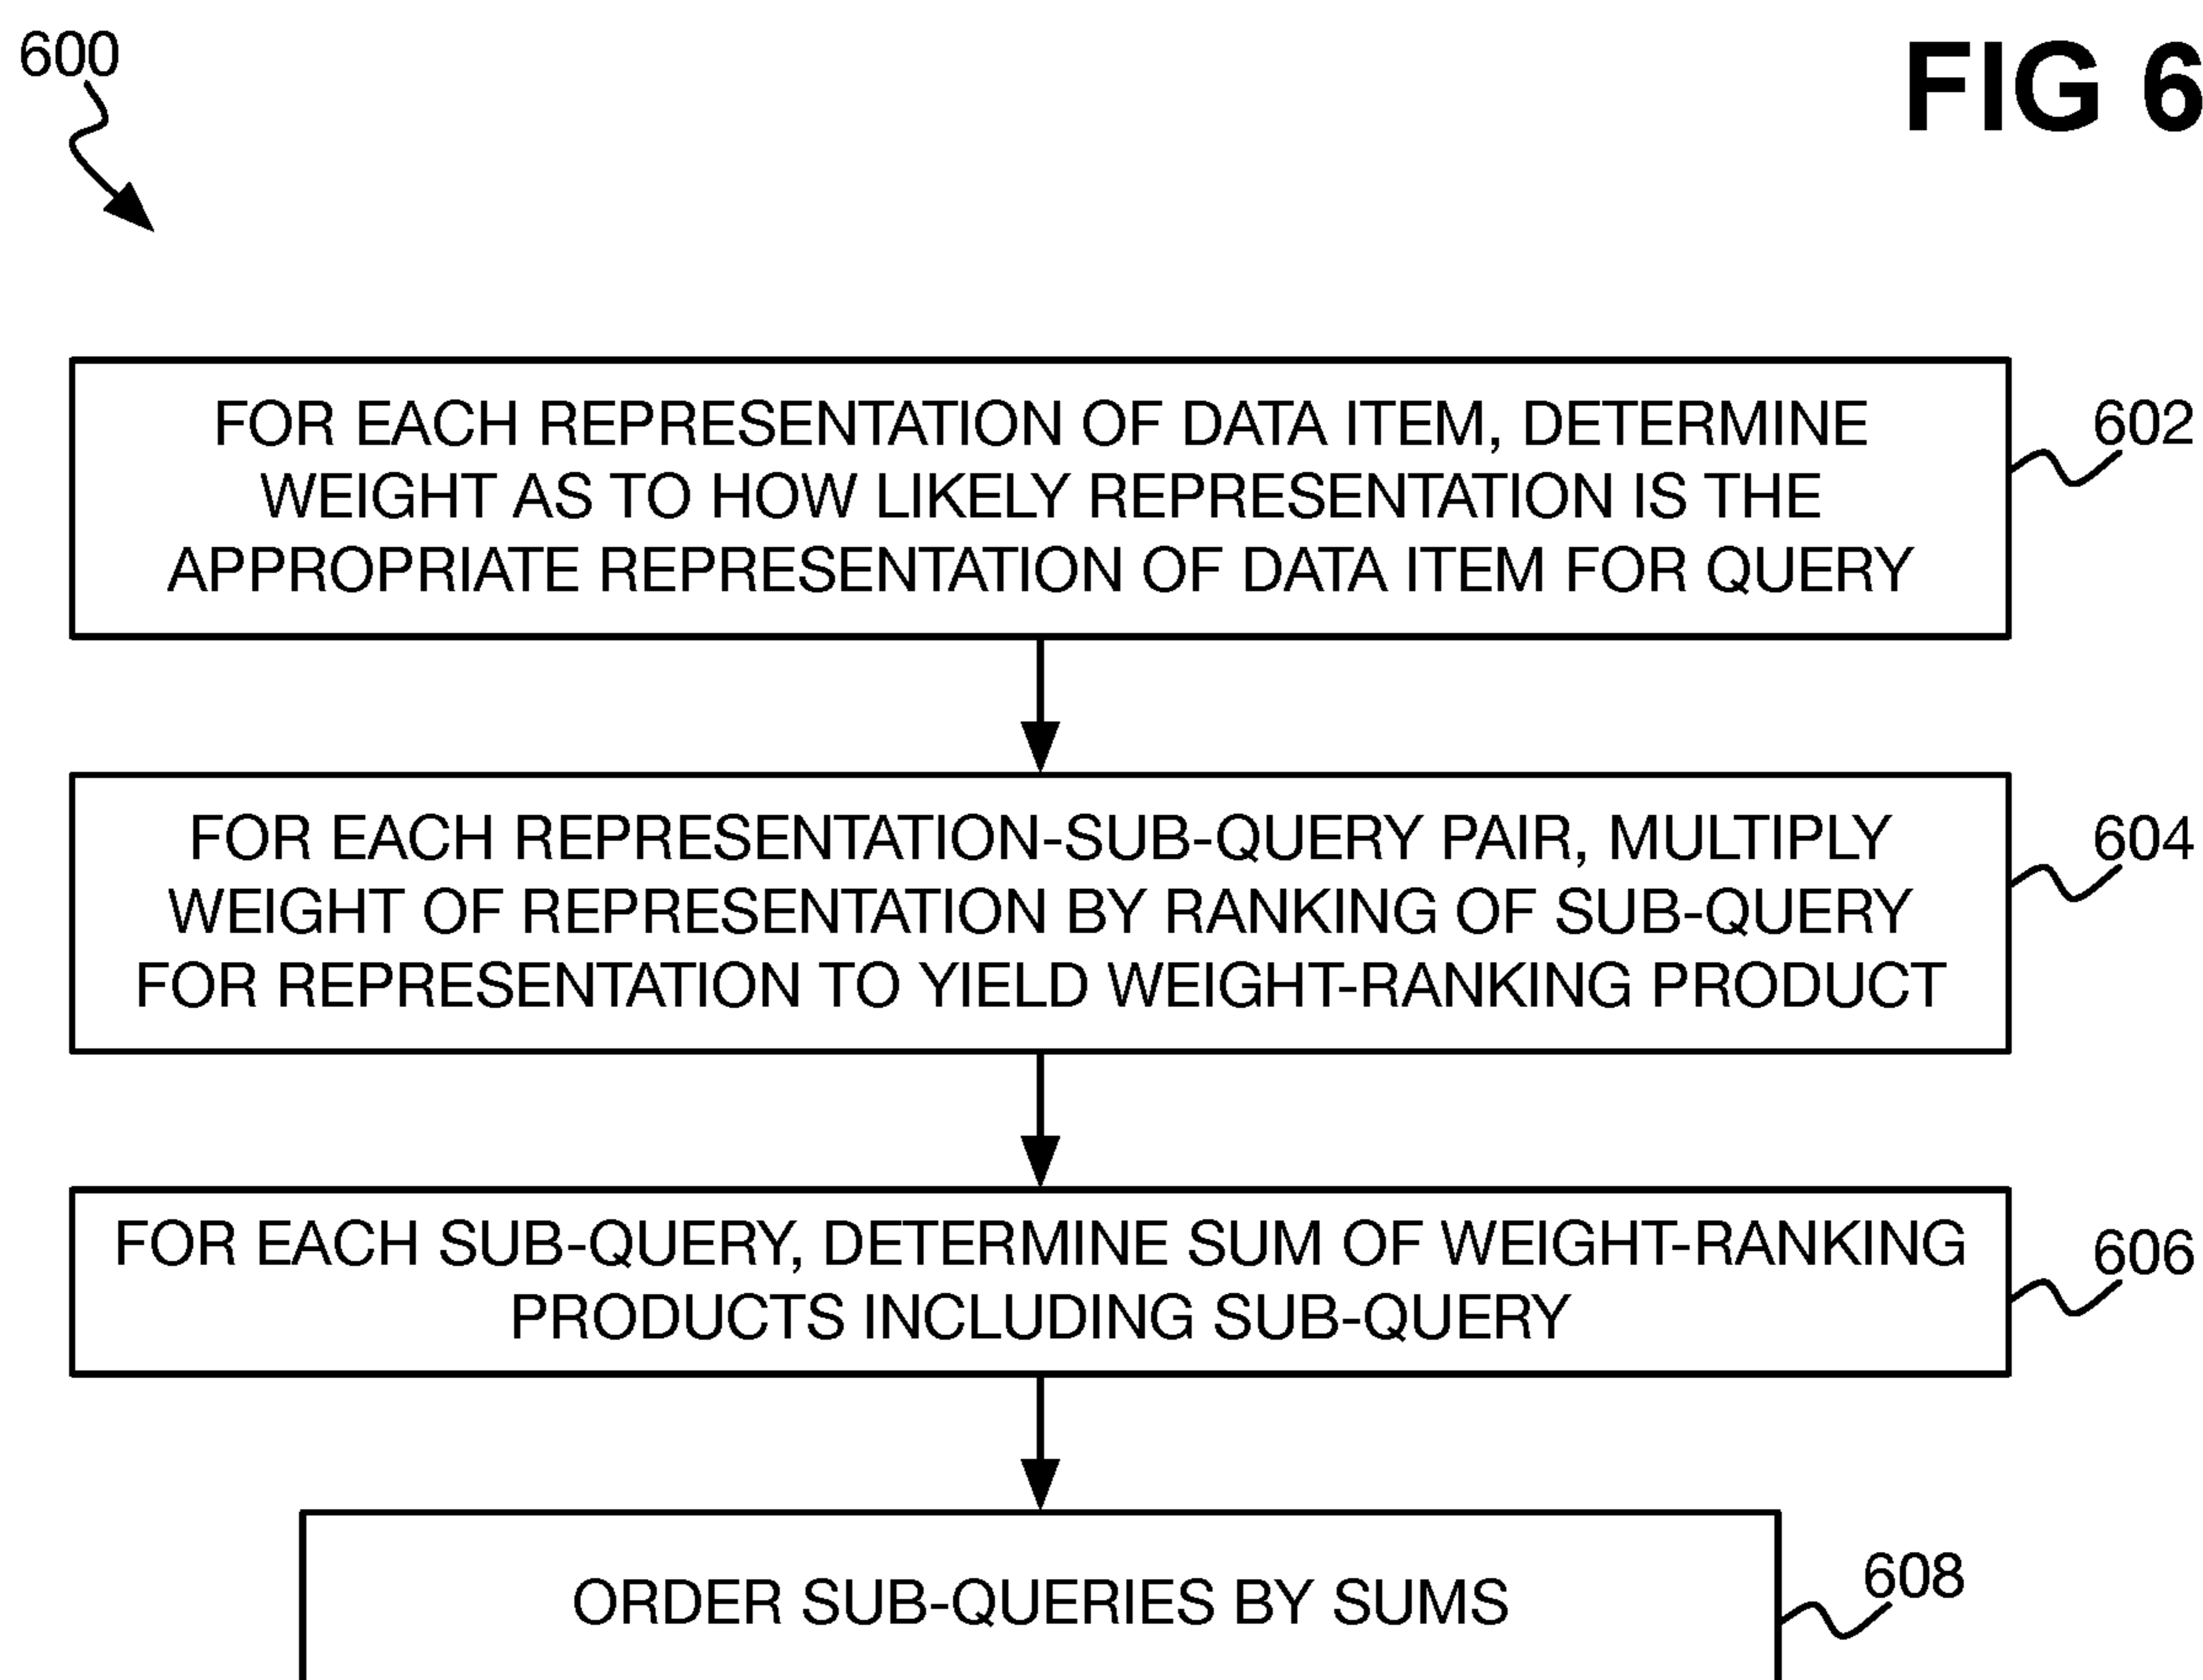 600
FIG 6
FOR EACH REPRESENTATION OF DATA ITEM, DETERMINE
WEIGHT AS TO HOW LIKELY REPRESENTATION IS THE
APPROPRIATE REPRESENTATION OF DATA ITEM FOR QUERY
602
FOR EACH REPRESENTATION-SUB-QUERY PAIR, MULTIPLY
WEIGHT OF REPRESENTATION BY RANKING OF SUB-QUERY
FOR REPRESENTATION TO YIELD WEIGHT-RANKING PRODUCT
604
FOR EACH SUB-QUERY, DETERMINE SUM OF WEIGHT-RANKING
PRODUCTS INCLUDING SUB-QUERY
606
ORDER SUB-QUERIES BY SUMS
608